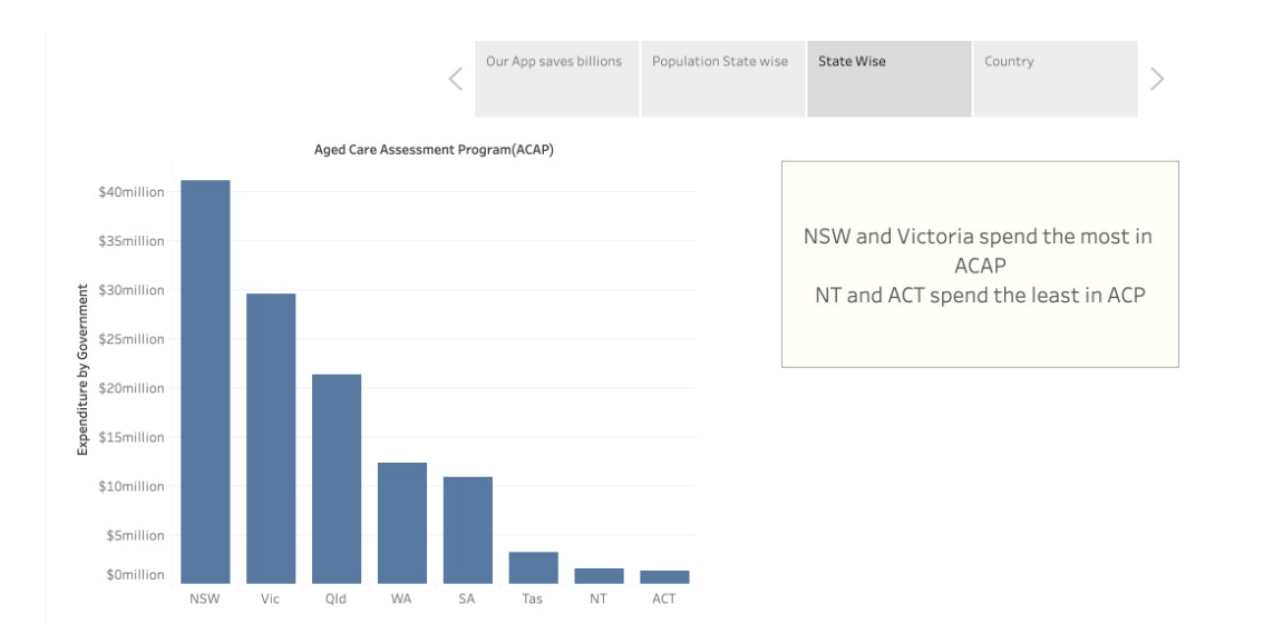 Our App saves billions
Population State wise
State Wise
Country
Aged Care Assessment Program(ACAP)
Expenditure by Government
$40million
$35million
$30million
$25million
$20million
$15million
$10million
$5million
$0million
NSW
Vic
Qld
WA
SA
Tas
NT
ACT
NSW and Victoria spend the most in
ACAP
NT and ACT spend the least in ACP